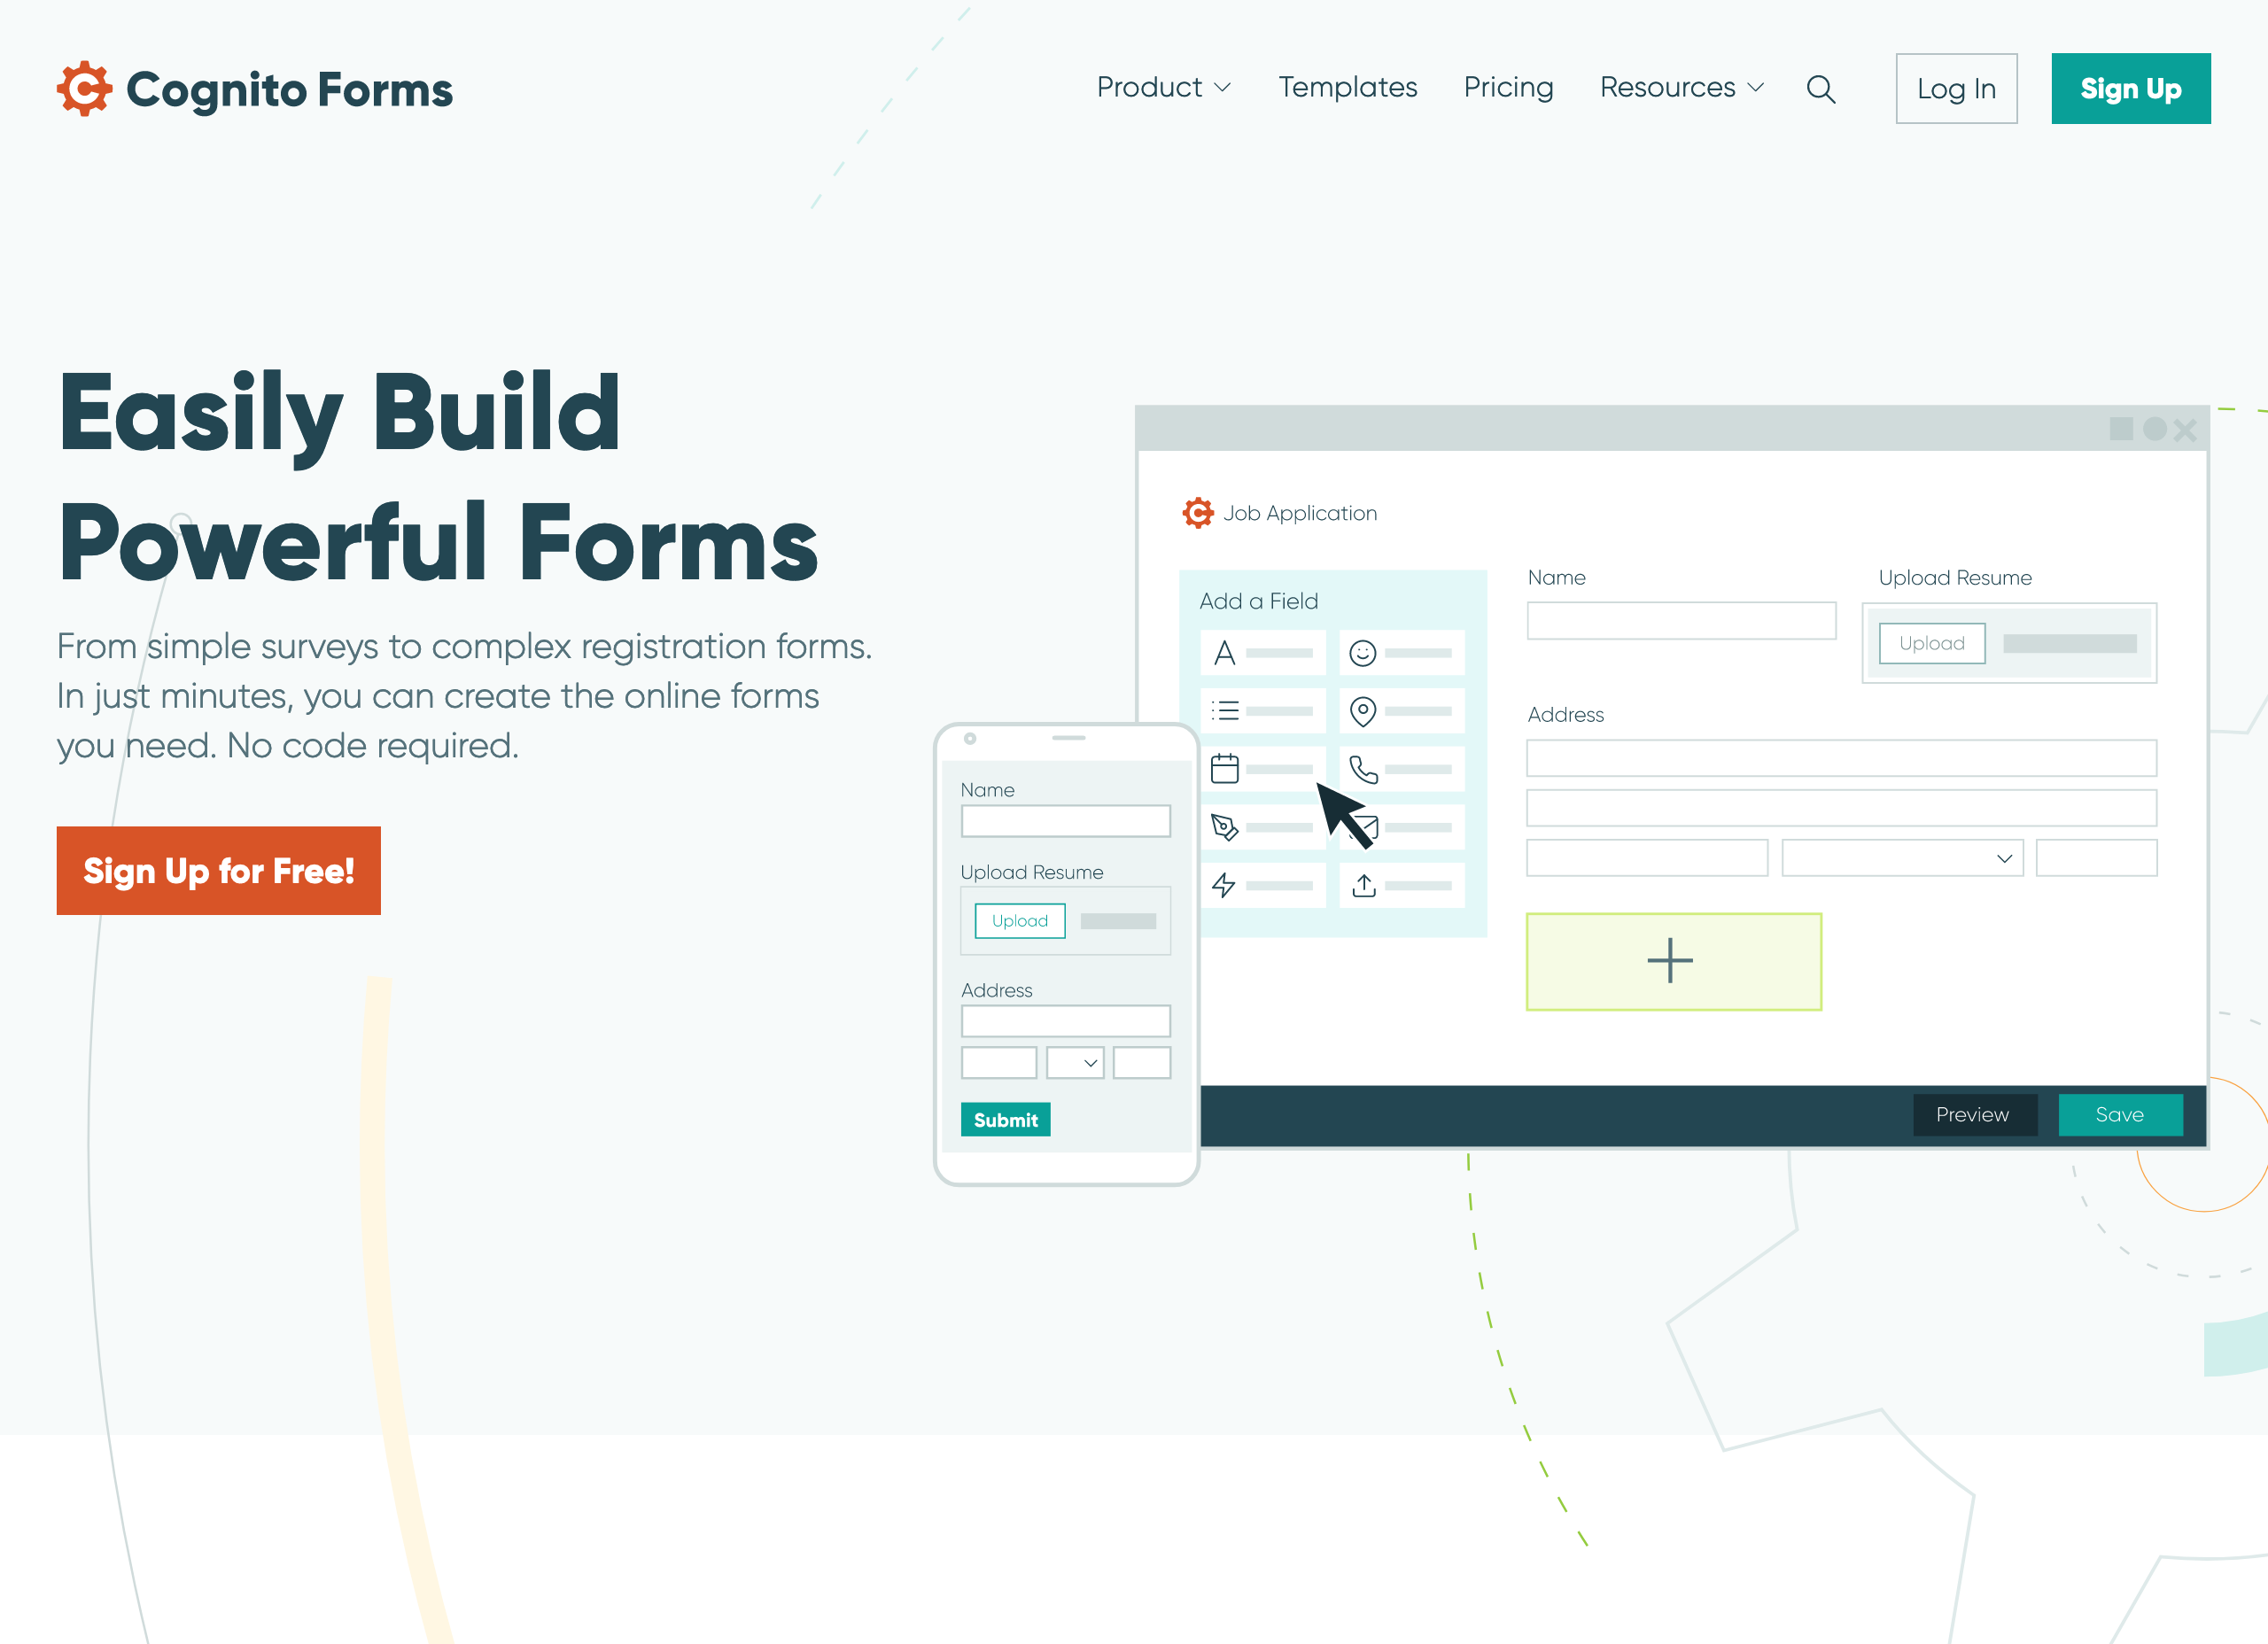 Cognito Forms
Product
Templates
Pricing
Resources
Log In
Sign Up
Easily Build
Powerful Forms
From simple surveys to complex registration forms.
In just minutes, you can create the online forms
you need. No code required.
Sign Up for Free!
Job Application
Add a Field
Name
Upload Resume
Upload
Address
Preview
Save
Name
Upload Resume
Upload
Address
Submit